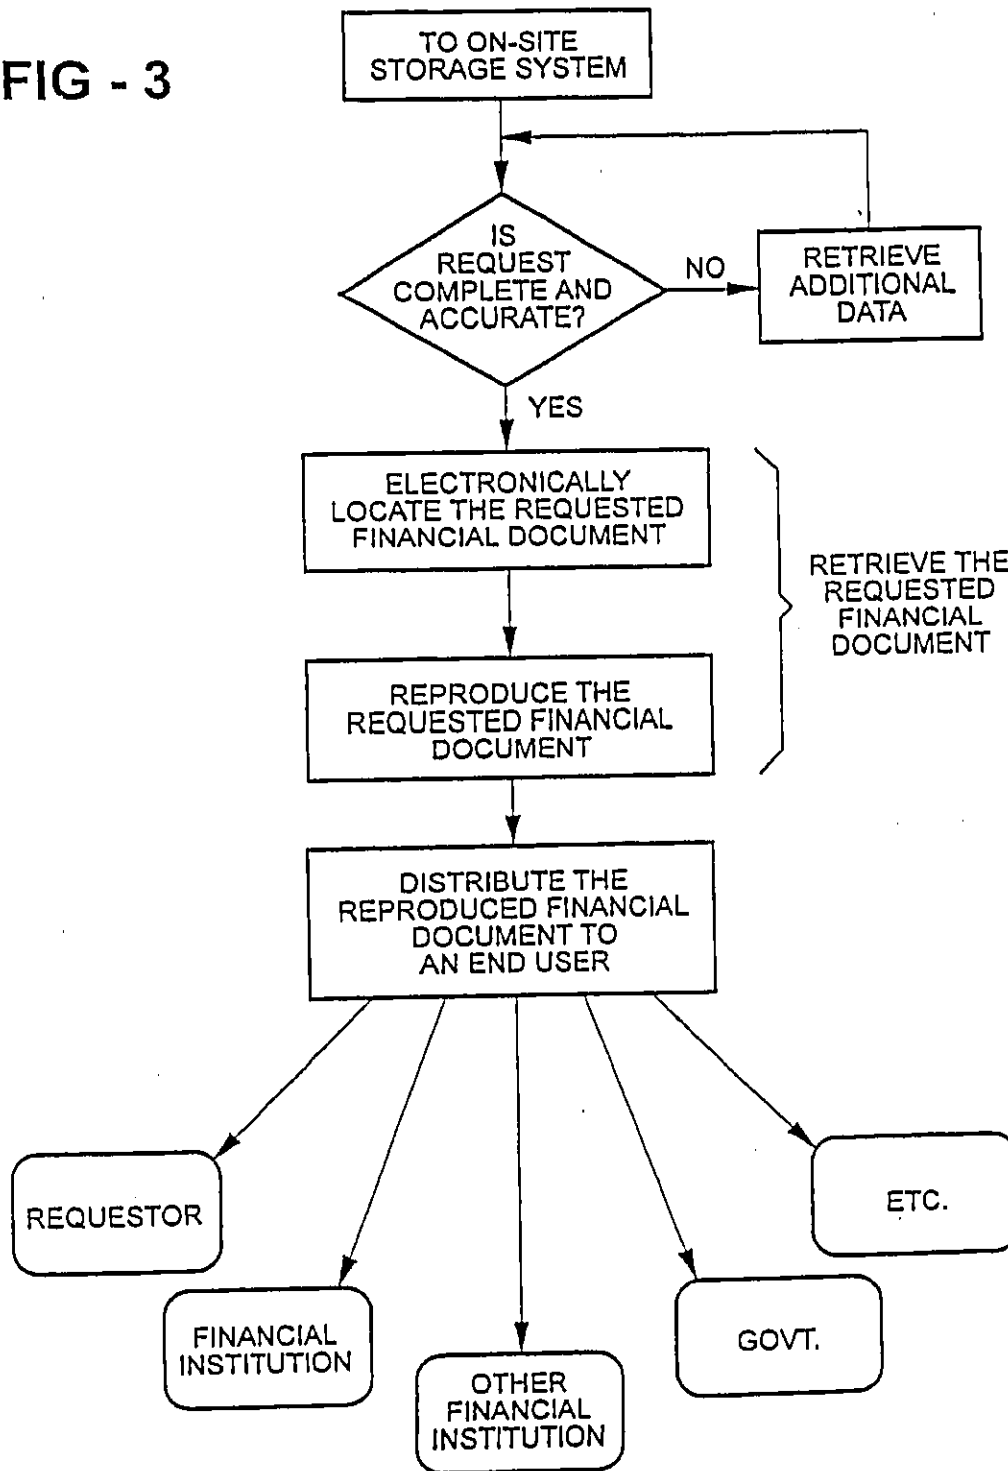 FIG - 3
TO ON-SITE
STORAGE SYSTEM
IS
REQUEST
COMPLETE AND
ACCURATE?
NO
RETRIEVE
ADDITIONAL
DATA
YES
ELECTRONICALLY
LOCATE THE REQUESTED
FINANCIAL DOCUMENT
RETRIEVE THE
REQUESTED
FINANCIAL
DOCUMENT
REPRODUCE THE
REQUESTED FINANCIAL
DOCUMENT
DISTRIBUTE THE
REPRODUCED FINANCIAL
DOCUMENT TO
AN END USER
REQUESTOR
FINANCIAL
INSTITUTION
OTHER
FINANCIAL
INSTITUTION
GOVT.
ETC.